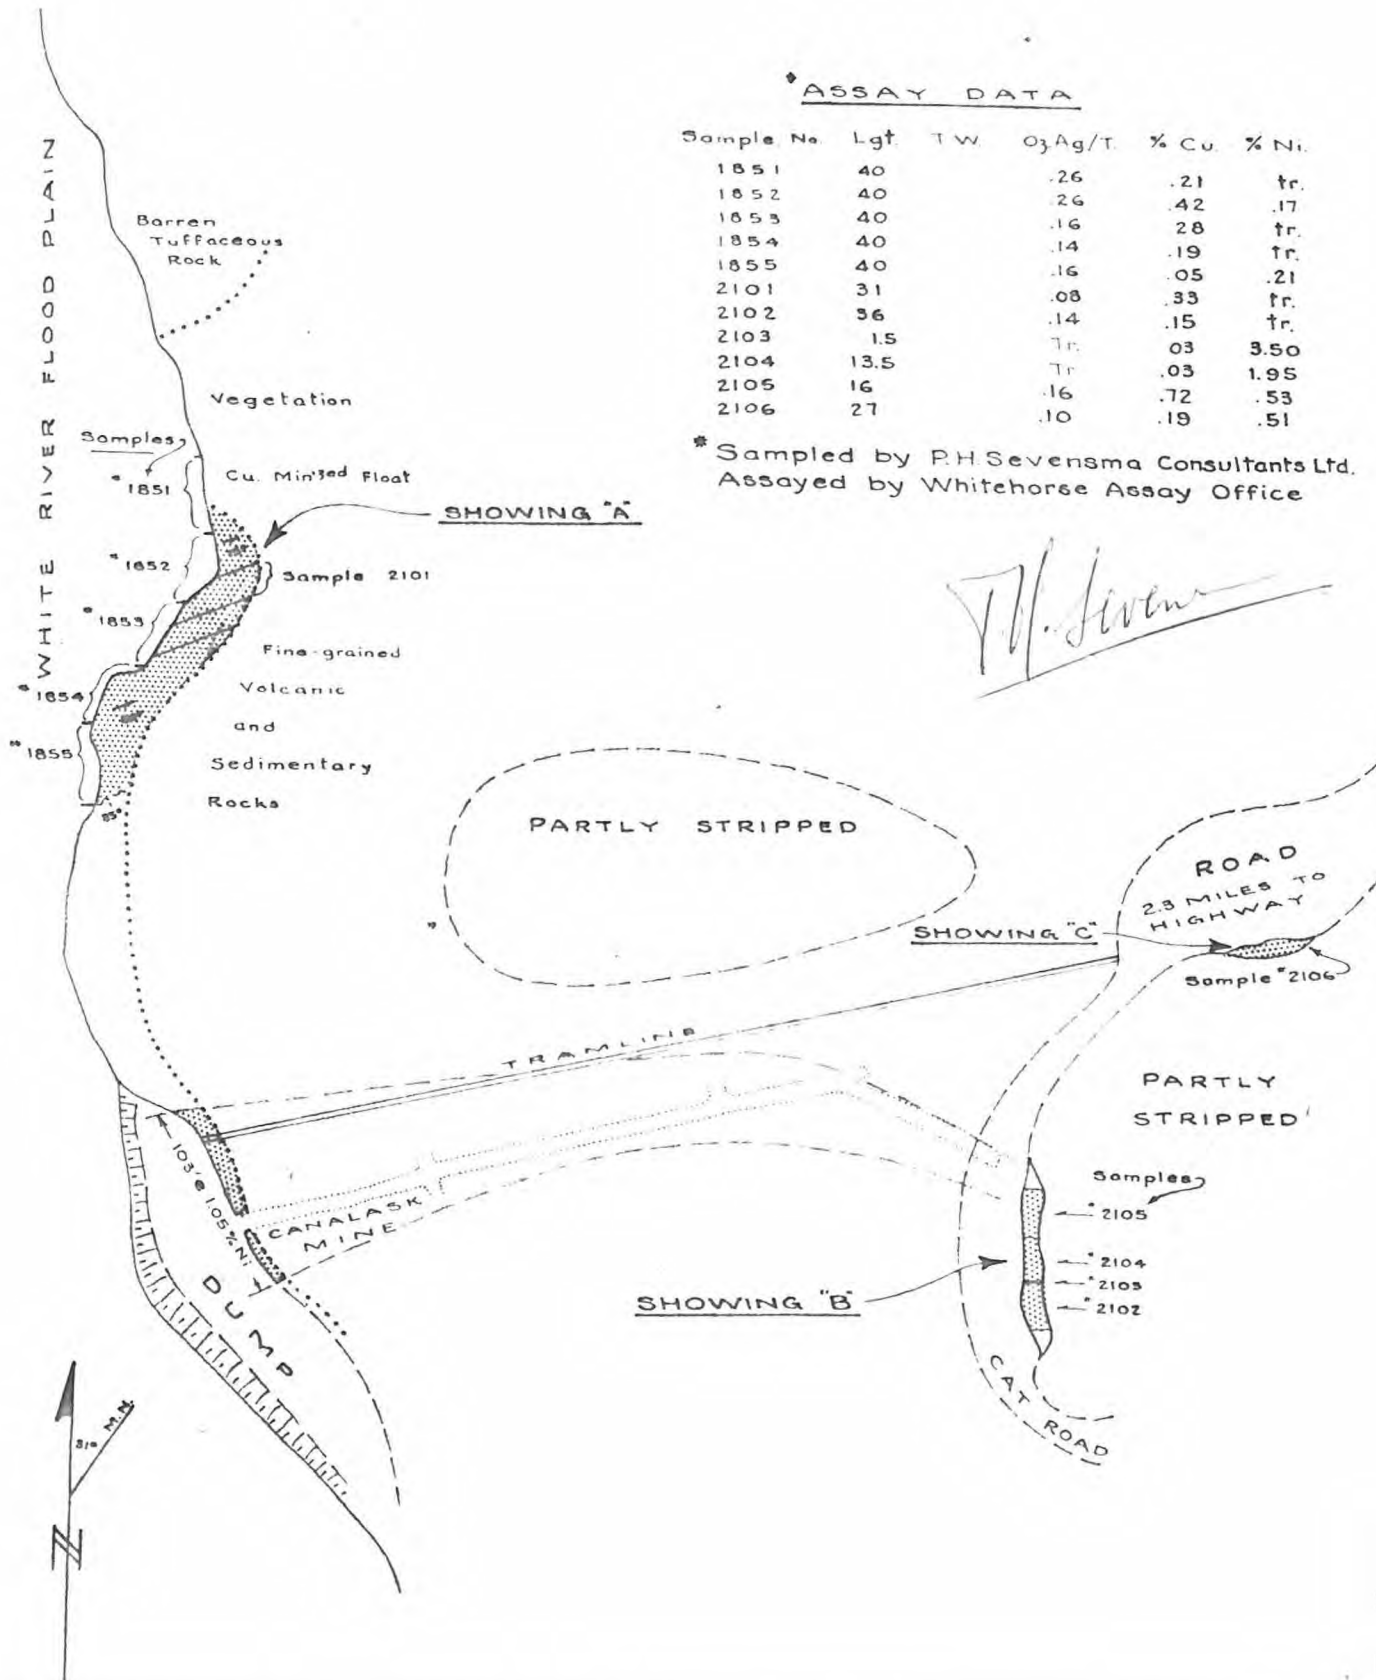 *ASSAY DATA
Sample No. Lgt. T W. Oz Ag/T. % Cu. % Ni.
1851 40 .26 .21 tr.
1852 40 .26 .42 .17
1853 40 .16 28 tr.
1854 40 .14 .19 tr.
1855 40 .16 .05 .21
2101 31 .08 .33 tr.
2102 36 .14 .15 tr.
2103 1.5 Tr. 03 3.50
2104 13.5 Tr .03 1.95
2105 16 .16 .72 .53
2106 27 .10 .19 .51
* Sampled by P.H. Sevensma Consultants Ltd.
Assayed by Whitehorse Assay Office
WHITE RIVER FLOOD PLAIN
Barren
Tuffaceous
Rock
Vegetation
Samples
*1851
Cu. Min'zed Float
SHOWING "A"
*1852
Sample 2101
*1853
Fine-grained
Volcanic
and
Sedimentary
Rocks
*1854
*1855
85°
PARTLY STRIPPED
ROAD
2.3 MILES TO
HIGHWAY
SHOWING "C"
Sample *2106
TRAMLINE
PARTLY
STRIPPED
103' @ 1.05% Ni
CANALASK
MINE
DUMP
Samples
*2105
*2104
*2103
*2102
SHOWING "B"
CAT ROAD
31° M.N.
N